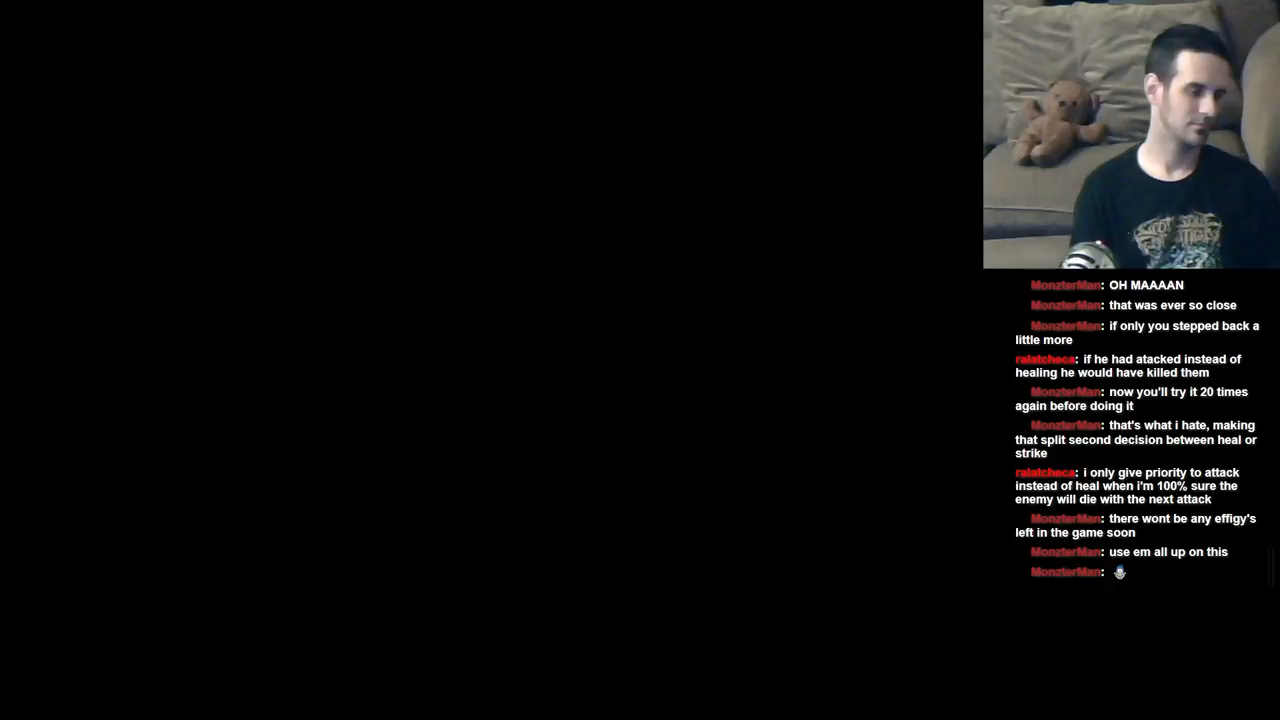 MonzterMan: OH MAAAAN
MonzterMan: that was ever so close
MonzterMan: if only you stepped back a
little more
ralatcheca: if he had atacked instead of
healing he would have killed them
MonzterMan: now you'll try it 20 times
again before doing it
MonzterMan: that's what i hate, making
that split second decision between heal or
strike
ralatcheca: i only give priority to attack
instead of heal when i'm 100% sure the
enemy will die with the next attack
MonzterMan: there wont be any effigy's
left in the game soon
MonzterMan: use em all up on this
MonzterMan: